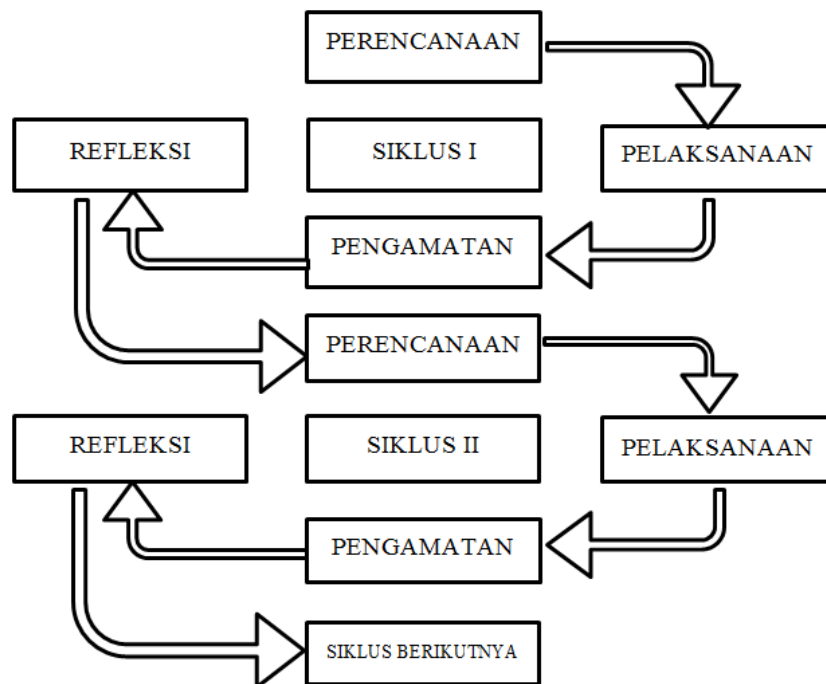 PERENCANAAN
REFLEKSI
SIKLUS I
PELAKSANAAN
PENGAMATAN
PERENCANAAN
REFLEKSI
SIKLUS II
PELAKSANAAN
PENGAMATAN
SIKLUS BERIKUTNYA